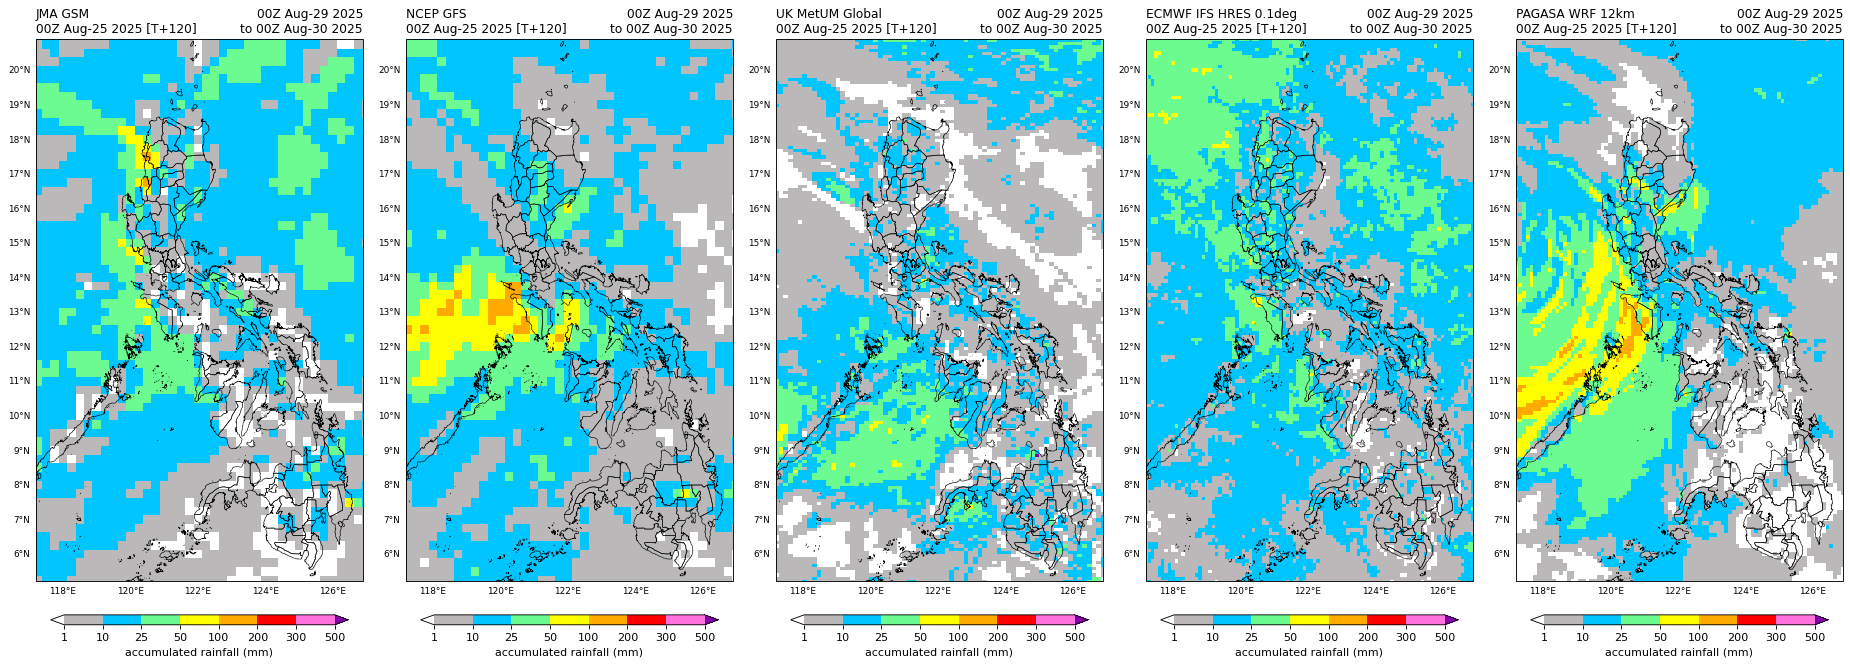 JMA GSM 00Z Aug-29 2025
00Z Aug-25 2025 [T+120] to 00Z Aug-30 2025
20°N
19°N
18°N
17°N
16°N
15°N
14°N
13°N
12°N
11°N
10°N
9°N
8°N
7°N
6°N
118°E 120°E 122°E 124°E 126°E
1 10 25 50 100 200 300 500
accumulated rainfall (mm)
NCEP GFS 00Z Aug-29 2025
00Z Aug-25 2025 [T+120] to 00Z Aug-30 2025
20°N
19°N
18°N
17°N
16°N
15°N
14°N
13°N
12°N
11°N
10°N
9°N
8°N
7°N
6°N
118°E 120°E 122°E 124°E 126°E
1 10 25 50 100 200 300 500
accumulated rainfall (mm)
UK MetUM Global 00Z Aug-29 2025
00Z Aug-25 2025 [T+120] to 00Z Aug-30 2025
20°N
19°N
18°N
17°N
16°N
15°N
14°N
13°N
12°N
11°N
10°N
9°N
8°N
7°N
6°N
118°E 120°E 122°E 124°E 126°E
1 10 25 50 100 200 300 500
accumulated rainfall (mm)
ECMWF IFS HRES 0.1deg 00Z Aug-29 2025
00Z Aug-25 2025 [T+120] to 00Z Aug-30 2025
20°N
19°N
18°N
17°N
16°N
15°N
14°N
13°N
12°N
11°N
10°N
9°N
8°N
7°N
6°N
118°E 120°E 122°E 124°E 126°E
1 10 25 50 100 200 300 500
accumulated rainfall (mm)
PAGASA WRF 12km 00Z Aug-29 2025
00Z Aug-25 2025 [T+120] to 00Z Aug-30 2025
20°N
19°N
18°N
17°N
16°N
15°N
14°N
13°N
12°N
11°N
10°N
9°N
8°N
7°N
6°N
118°E 120°E 122°E 124°E 126°E
1 10 25 50 100 200 300 500
accumulated rainfall (mm)